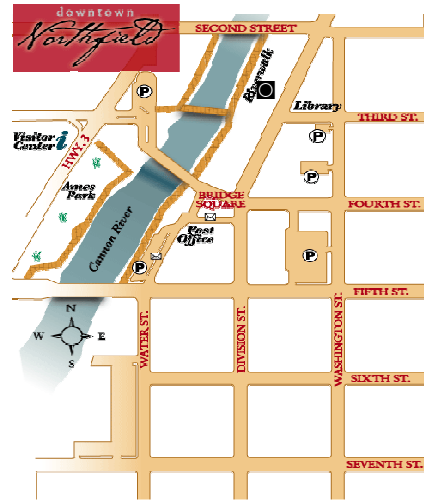 downtown
Northfield
SECOND STREET
Riverwalk
P
Library
THIRD ST.
P
Visitor
Center
i
HWY. 3
P
Ames
Park
BRIDGE
SQUARE
FOURTH ST.
Cannon River
Post
Office
P
P
FIFTH ST.
N
W
E
S
WATER ST.
DIVISION ST.
WASHINGTON ST.
SIXTH ST.
SEVENTH ST.